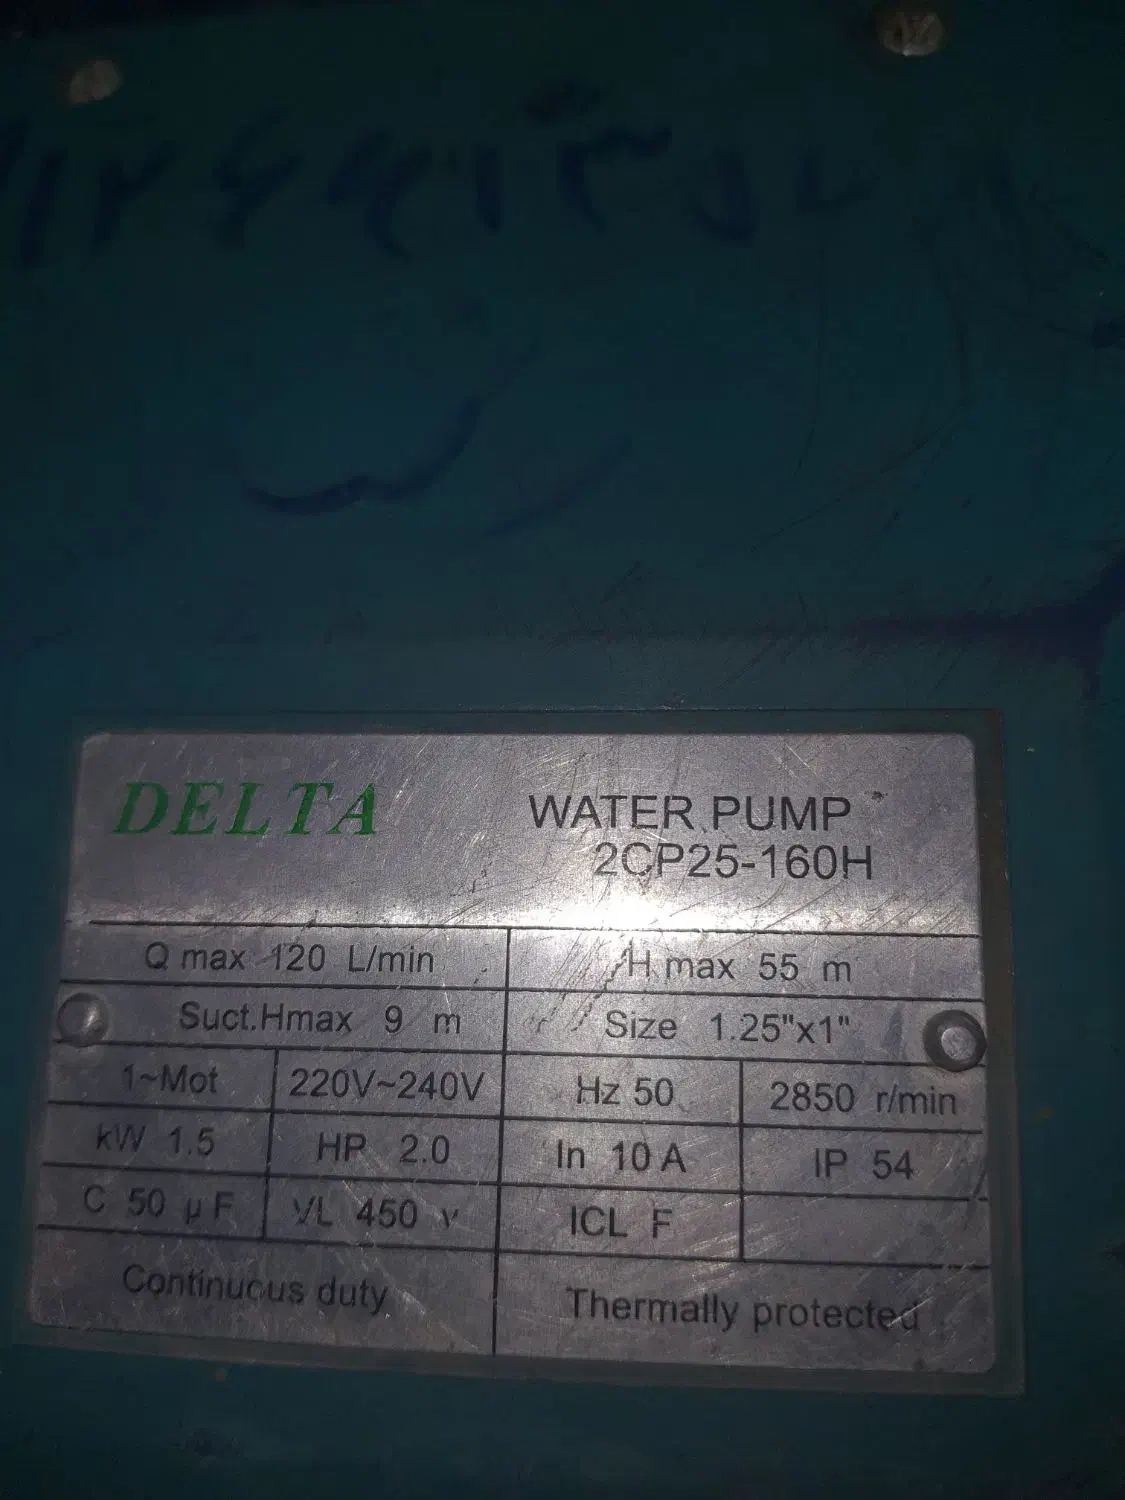 DELTA
WATER PUMP
2CP25-160H
Q max 120 L/min H max 55 m
Suct.Hmax 9 m Size 1.25"x1"
1~Mot 220V~240V Hz 50 2850 r/min
kW 1.5 HP 2.0 In 10 A IP 54
C 50 µF VL 450 v ICL F
Continuous duty Thermally protected